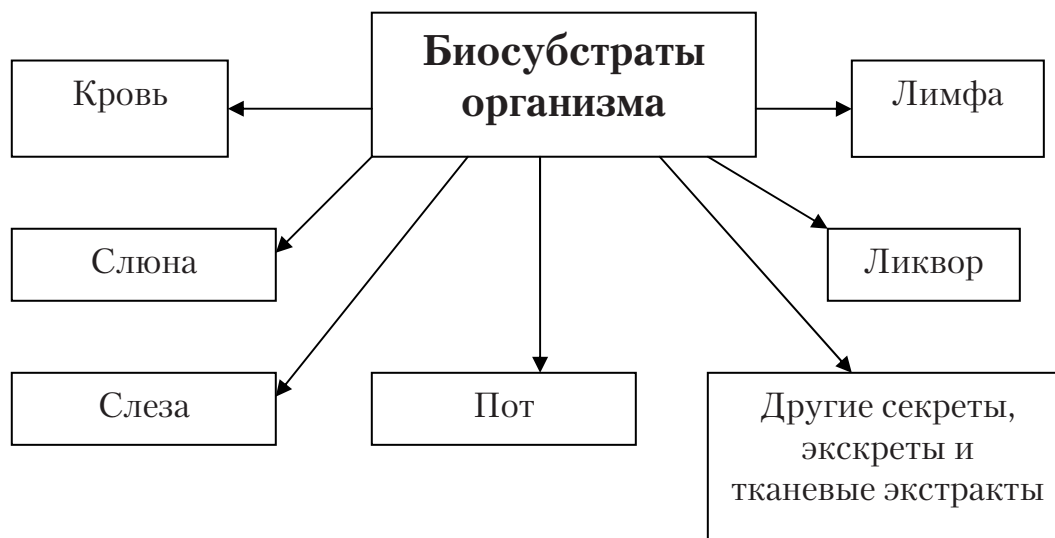 Биосубстраты
организма
Кровь
Лимфа
Слюна
Ликвор
Слеза
Пот
Другие секреты,
экскреты и
тканевые экстракты